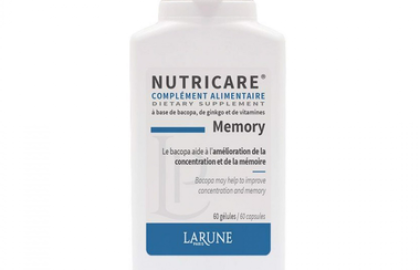 NUTRICARE®
COMPLÉMENT ALIMENTAIRE
DIETARY SUPPLEMENT
à base de bacopa, de ginkgo et de vitamines
Memory
Le bacopa aide à l'amélioration de la
concentration et de la mémoire
Bacopa may help to improve
concentration and memory
60 gélules / 60 capsules
LARUNE
PARIS